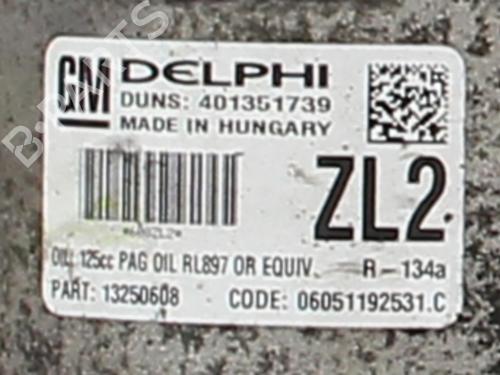 GM DELPHI
DUNS: 401351739
MADE IN HUNGARY
ZL2
OIL: 125cc PAG OIL RL897 OR EQUIV. R-134a
PART: 13250608 CODE: 06051192531.C